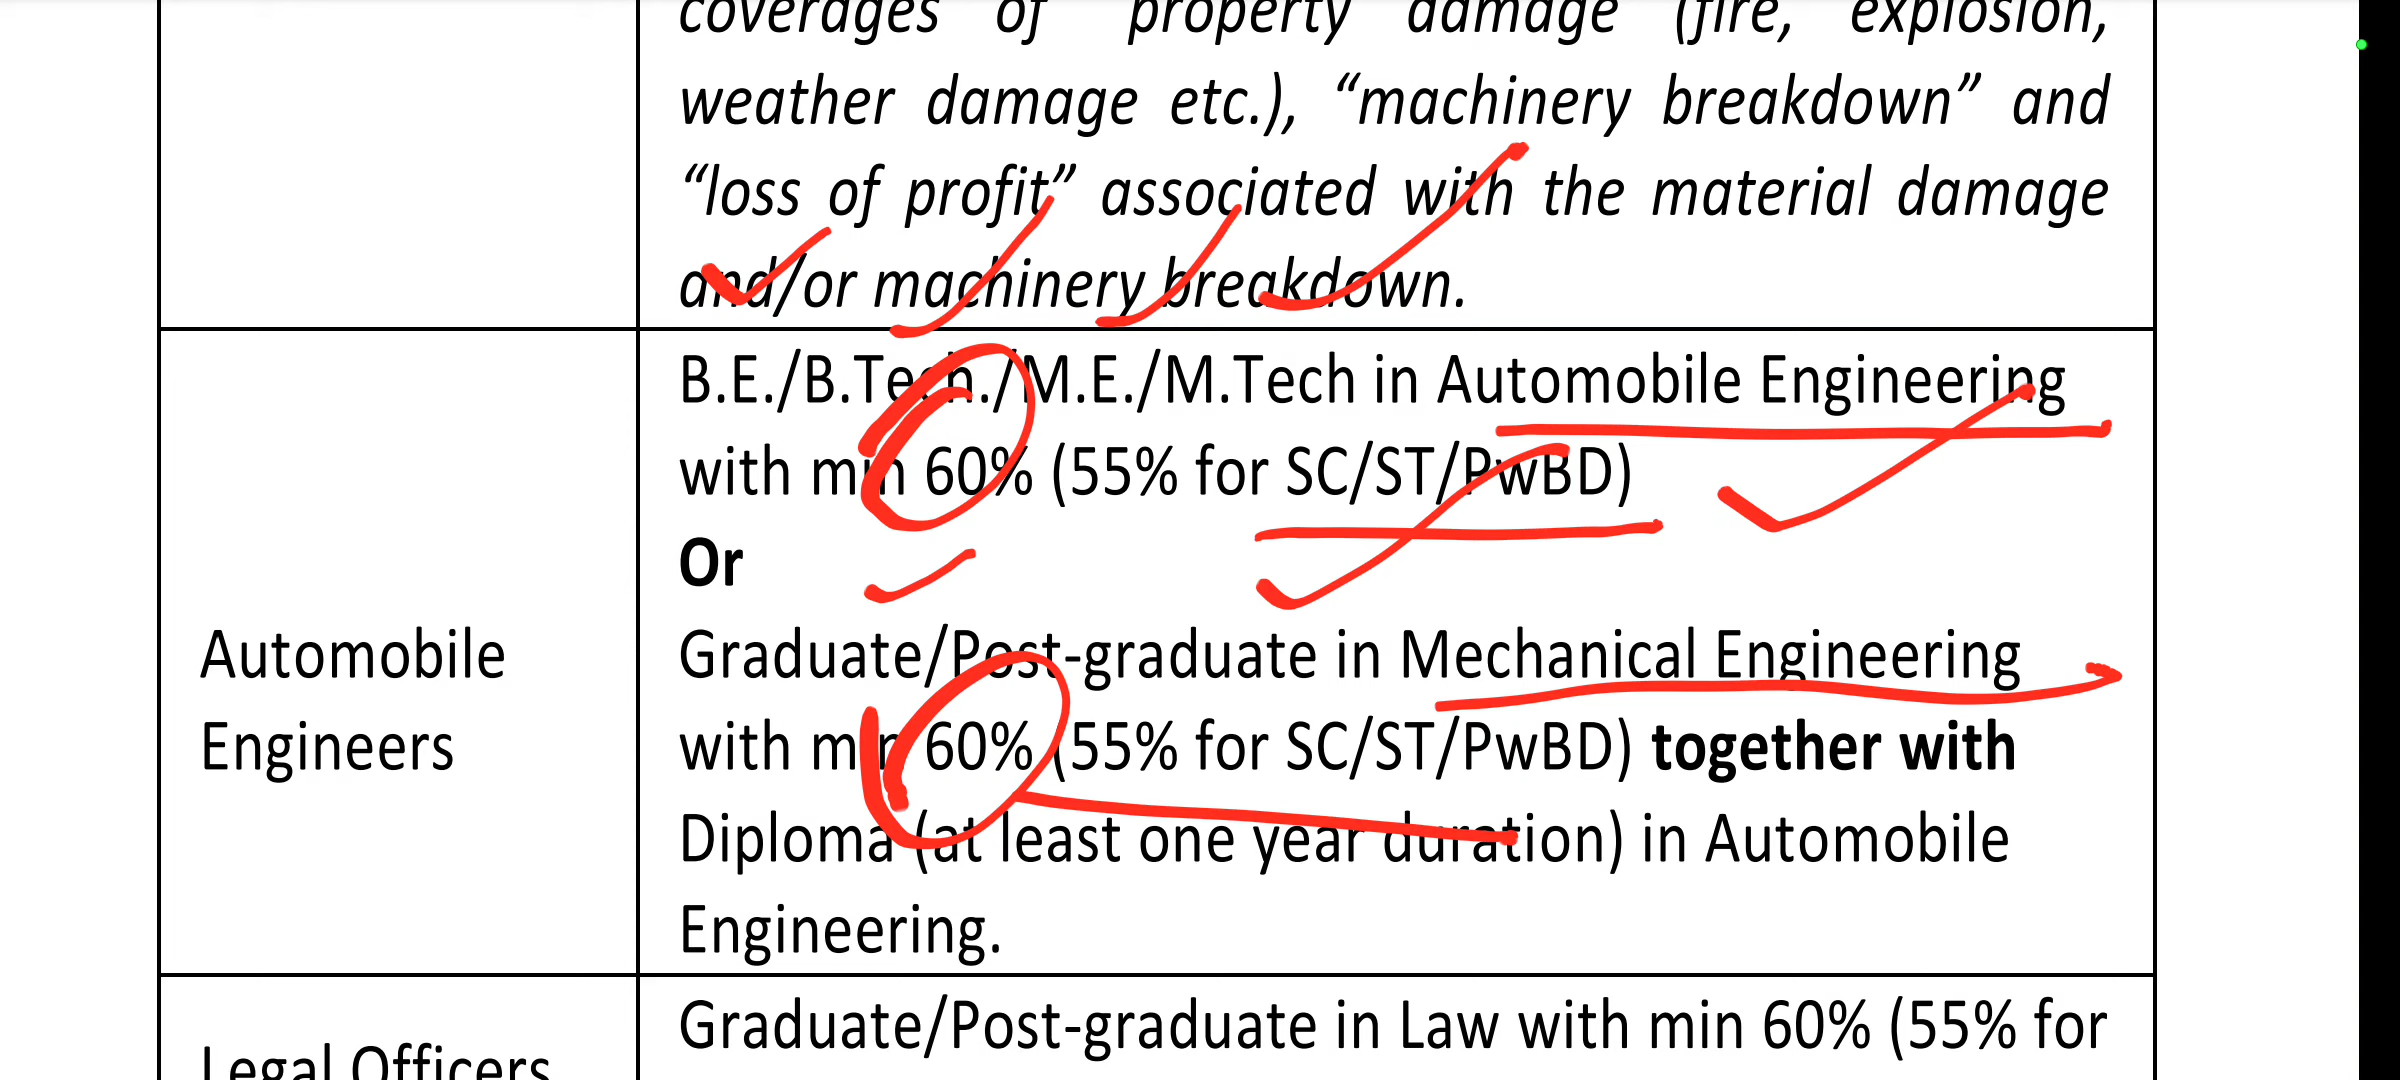 coverages of property damage (fire, explosion,
weather damage etc.), “machinery breakdown” and
“loss of profit” associated with the material damage
and/or machinery breakdown.
Automobile
Engineers
B.E./B.Tech./M.E./M.Tech in Automobile Engineering
with min 60% (55% for SC/ST/PwBD)
Or
Graduate/Post-graduate in Mechanical Engineering
with min 60% (55% for SC/ST/PwBD) together with
Diploma (at least one year duration) in Automobile
Engineering.
Legal Officers
Graduate/Post-graduate in Law with min 60% (55% for